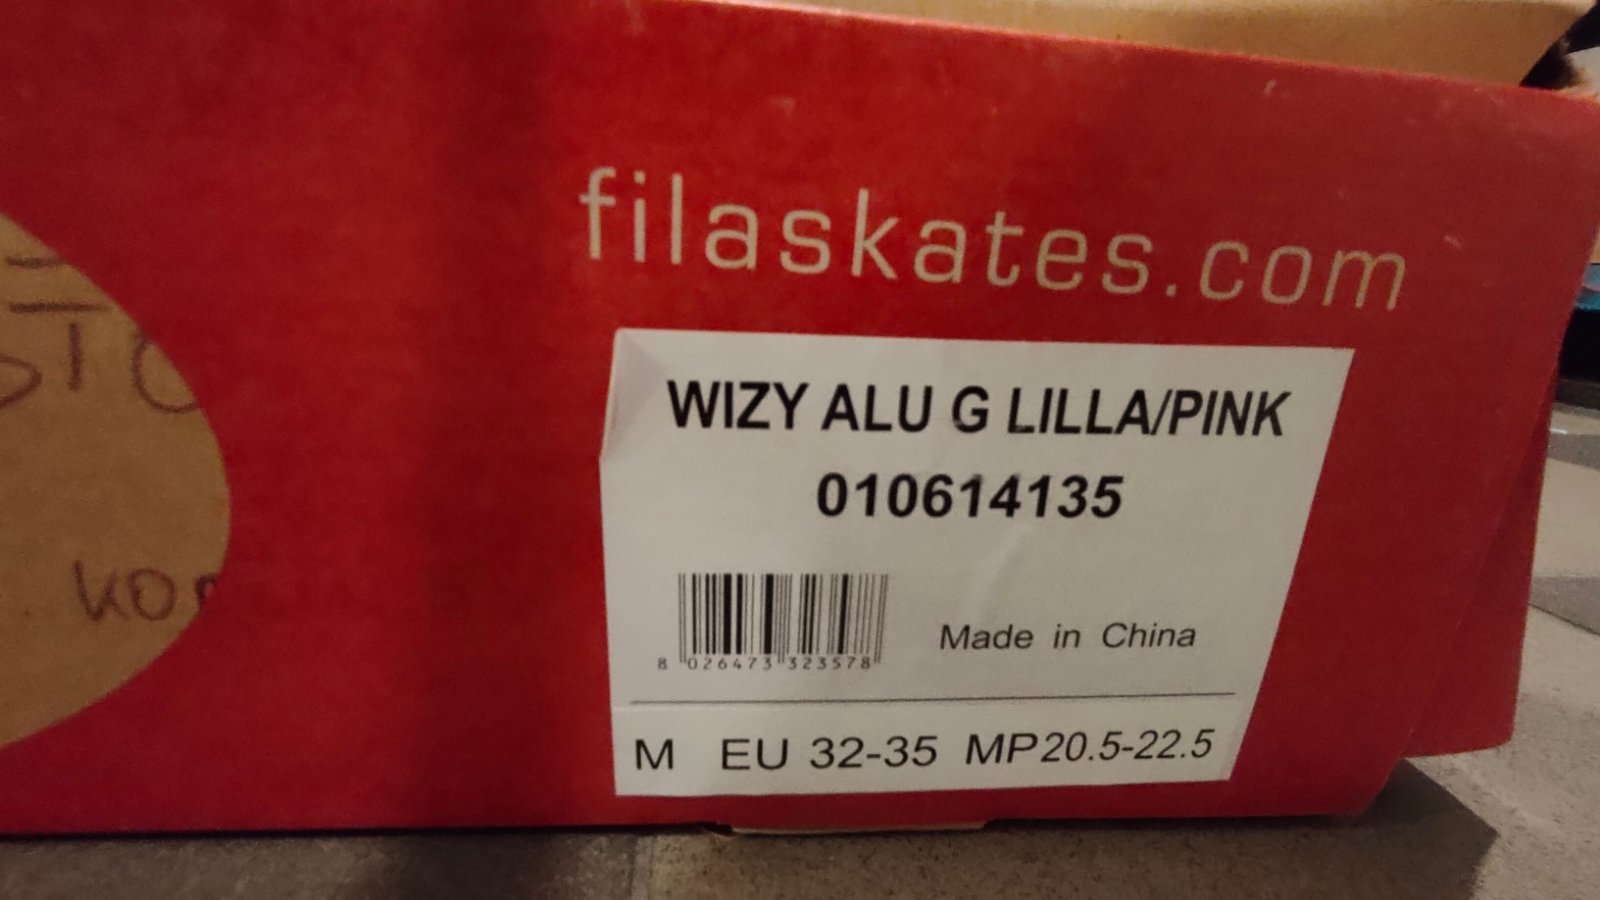 filaskates.com
WIZY ALU G LILLA/PINK
010614135
8 026473 323578
Made in China
M EU 32-35 MP20.5-22.5